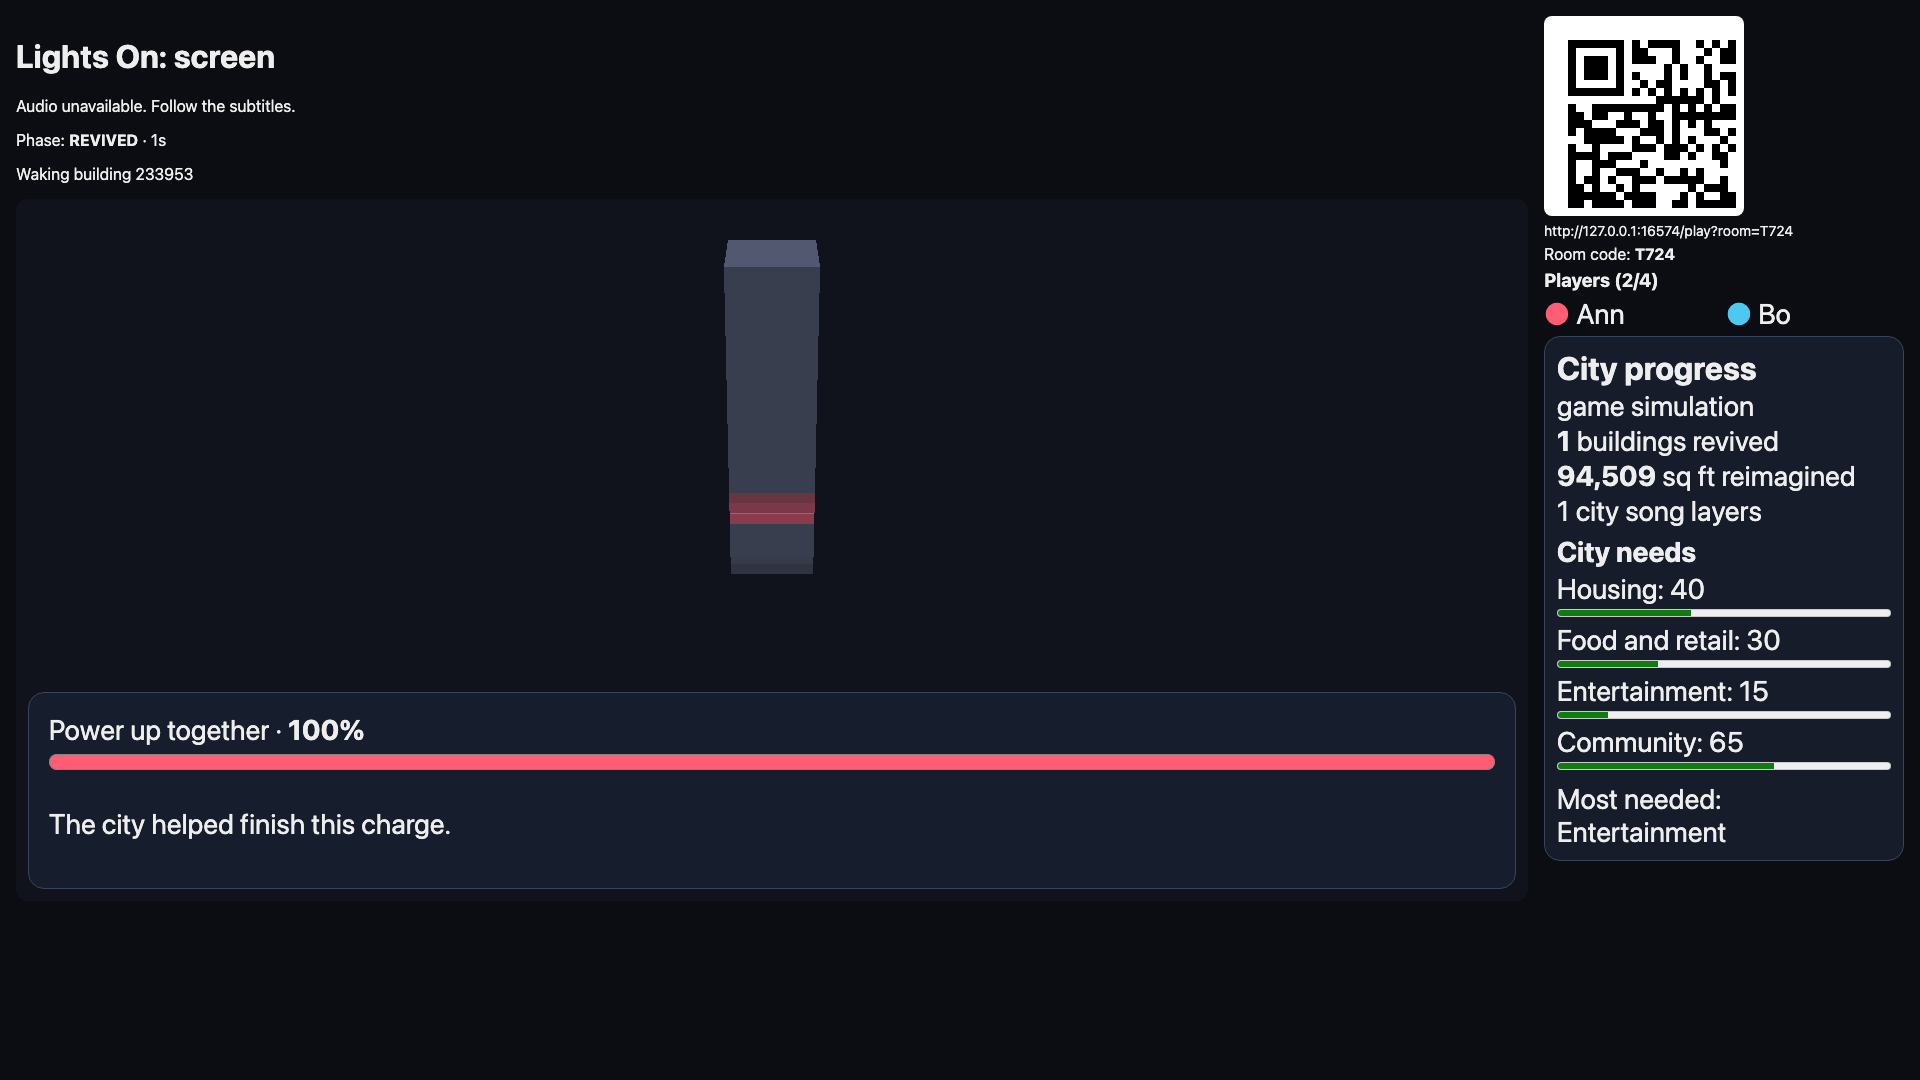 Lights On: screen
Audio unavailable. Follow the subtitles.
Phase: REVIVED · 1s
Waking building 233953
Power up together · 100%
The city helped finish this charge.
http://127.0.0.1:16574/play?room=T724
Room code: T724
Players (2/4)
Ann
Bo
City progress
game simulation
1 buildings revived
94,509 sq ft reimagined
1 city song layers
City needs
Housing: 40
Food and retail: 30
Entertainment: 15
Community: 65
Most needed:
Entertainment